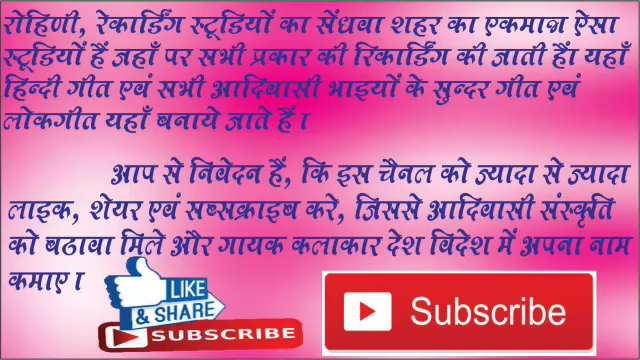 रोहिणी, रेकार्डिंग स्टूडियों का सेंधवा शहर का एकमात्र ऐसा
स्टूडियों हैं जहाँ पर सभी प्रकार की रिकार्डिंग की जाती हैं। यहाँ
हिन्दी गीत एवं सभी आदिवासी भाइयों के सुन्दर गीत एवं
लोकगीत यहाँ बनाये जाते हैं ।
आप से निवेदन हैं, कि इस चैनल को ज्यादा से ज्यादा
लाइक, शेयर एवं सब्सक्राइब करे, जिससे आदिवासी संस्कृति
को बढावा मिले और गायक कलाकार देश विदेश में अपना नाम
कमाए ।
LIKE
& SHARE
SUBSCRIBE
Subscribe